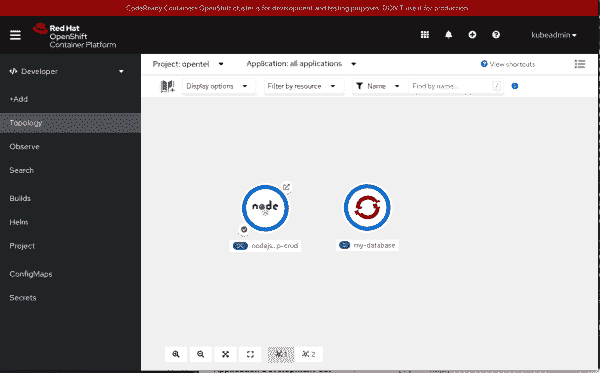 CodeReady Containers OpenShift cluster is for development and testing purposes. DON'T use it for production.
Red Hat
OpenShift
Container Platform
kubeadmin
Developer
Project: opentel
Application: all applications
View shortcuts
Display options
Filter by resource
Name
Find by name...
/
+Add
Topology
Observe
Search
Builds
Helm
Project
ConfigMaps
Secrets
node
nodejs...p-crud
my-database
1
2